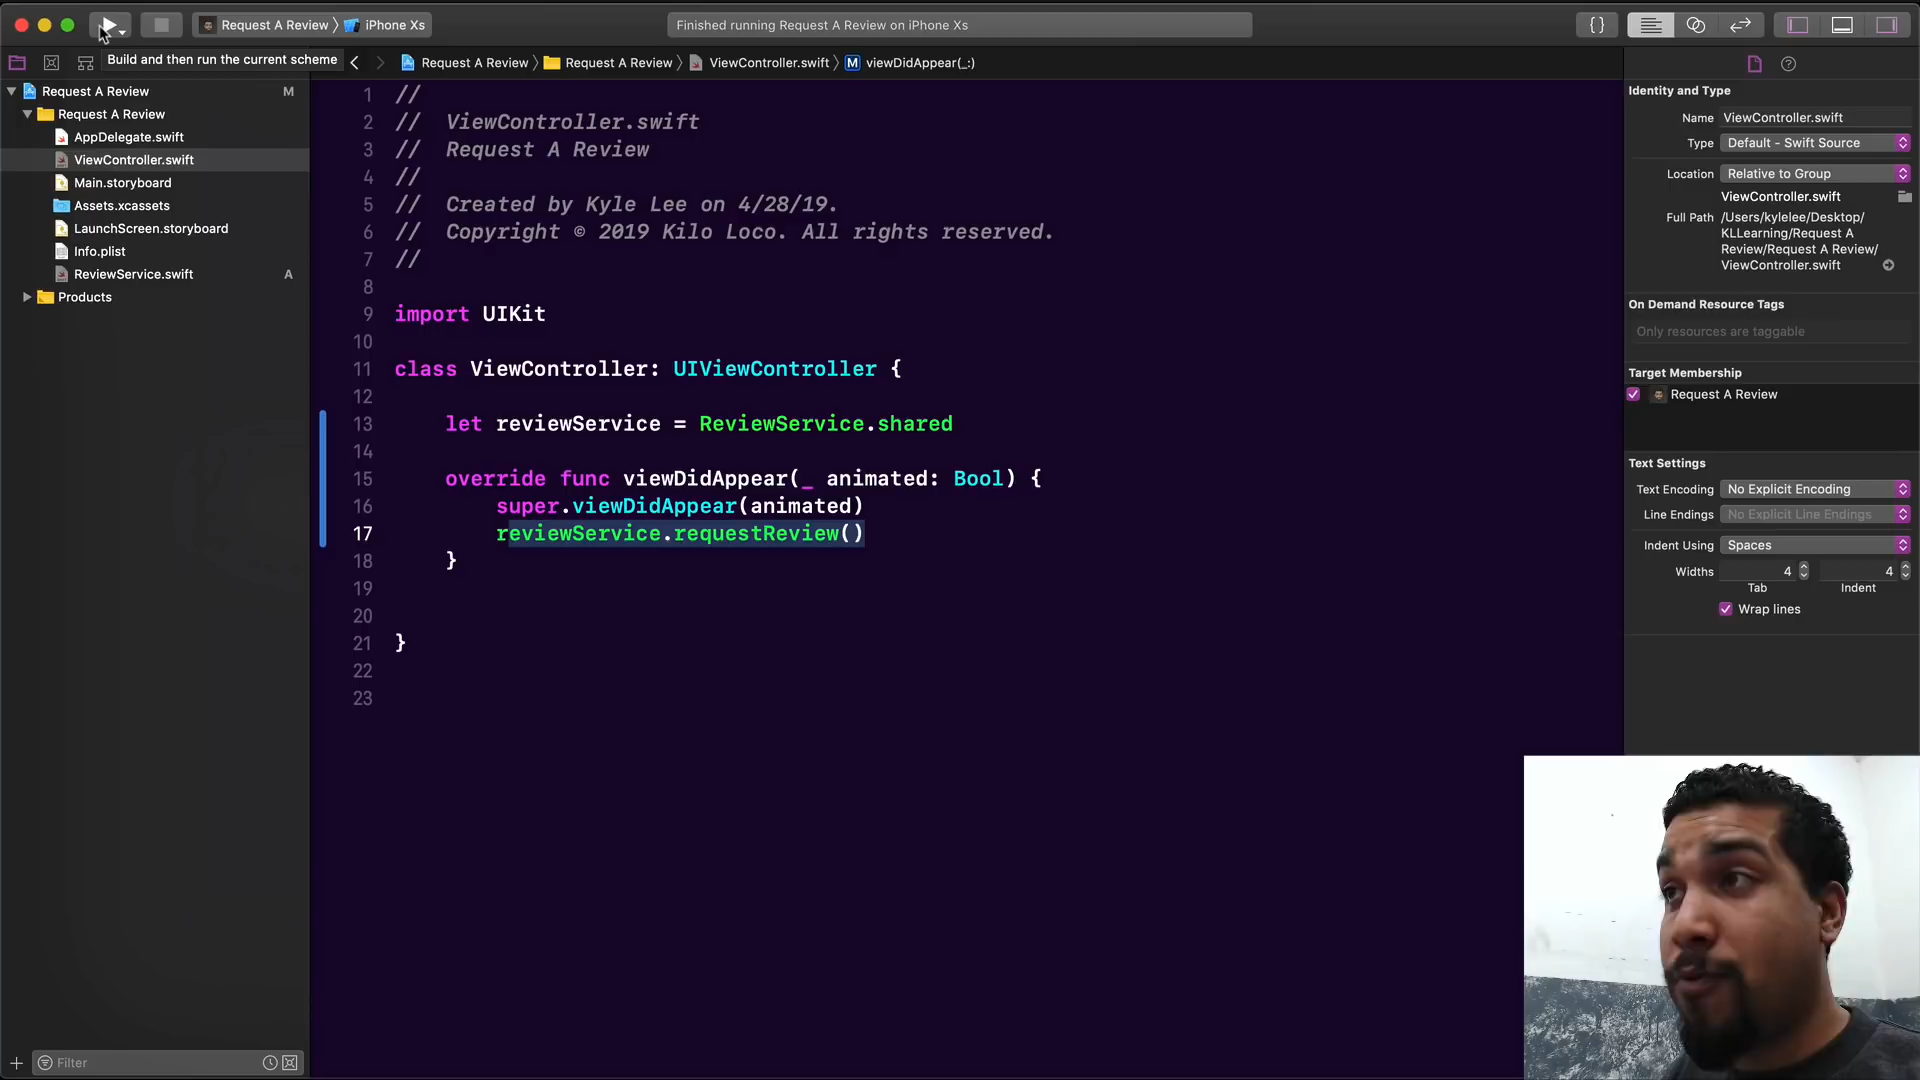 Request A Review
iPhone Xs
Finished running Request A Review on iPhone Xs
{ }
Build and then run the current scheme
Request A Review
Request A Review
ViewController.swift
M
viewDidAppear(_:)
Request A Review
M
Request A Review
AppDelegate.swift
ViewController.swift
Main.storyboard
Assets.xcassets
LaunchScreen.storyboard
Info.plist
ReviewService.swift
A
Products
Filter
1 //
2 //  ViewController.swift
3 //  Request A Review
4 //
5 //  Created by Kyle Lee on 4/28/19.
6 //  Copyright © 2019 Kilo Loco. All rights reserved.
7 //
8
9 import UIKit
10
11 class ViewController: UIViewController {
12
13     let reviewService = ReviewService.shared
14
15     override func viewDidAppear(_ animated: Bool) {
16         super.viewDidAppear(animated)
17         reviewService.requestReview()
18     }
19
20
21 }
22
23
Identity and Type
Name ViewController.swift
Type Default - Swift Source
Location Relative to Group
ViewController.swift
Full Path /Users/kylelee/Desktop/
KLLearning/Request A
Review/Request A Review/
ViewController.swift
On Demand Resource Tags
Only resources are taggable
Target Membership
Request A Review
Text Settings
Text Encoding No Explicit Encoding
Line Endings No Explicit Line Endings
Indent Using Spaces
Widths 4 4
Tab Indent
Wrap lines